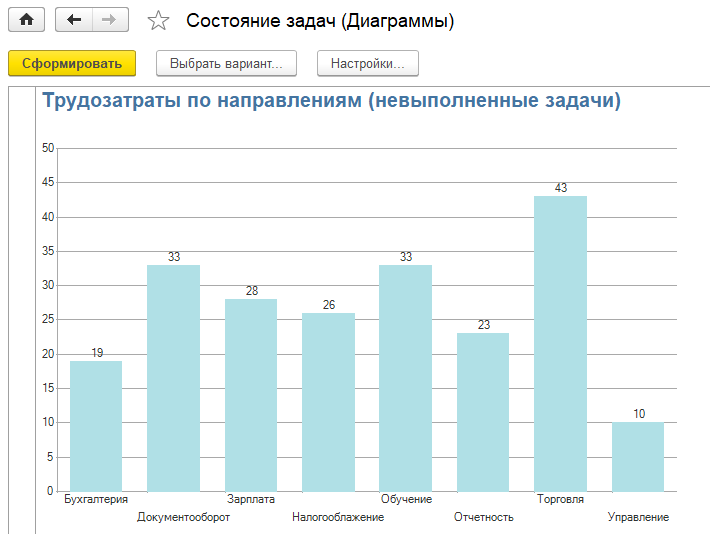 Состояние задач (Диаграммы)
Сформировать
Выбрать вариант...
Настройки...
Трудозатраты по направлениям (невыполненные задачи)
50
45
40
35
30
25
20
15
10
5
0
19
33
28
26
33
23
43
10
Бухгалтерия
Документооборот
Зарплата
Налогооблажение
Обучение
Отчетность
Торговля
Управление